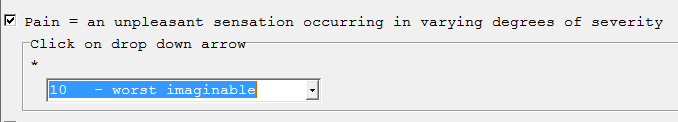 Pain = an unpleasant sensation occurring in varying degrees of severity
Click on drop down arrow
*
10 - worst imaginable